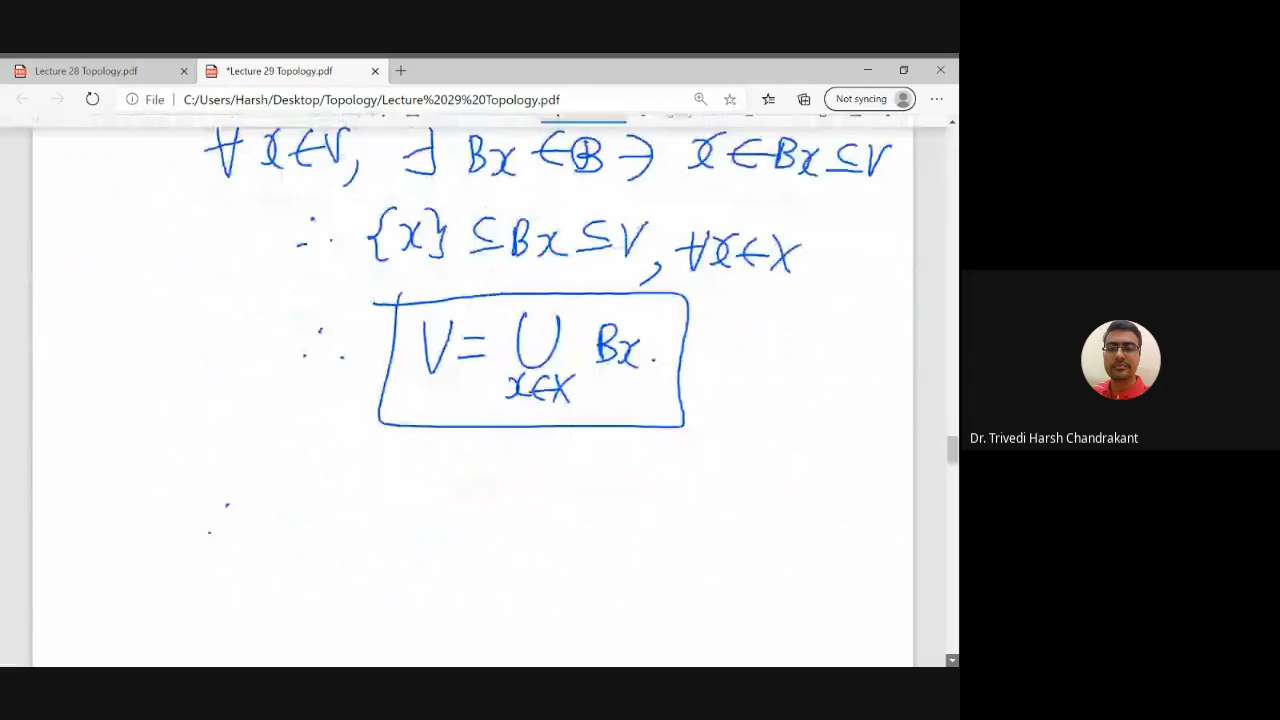 Lecture 28 Topology.pdf
*Lecture 29 Topology.pdf
File
C:/Users/Harsh/Desktop/Topology/Lecture%2029%20Topology.pdf
Not syncing
∀ x∈V, ∃ Bx ∈ 𝔹 ∋ x∈Bx⊆V
∴ {x} ⊆ Bx ⊆ V, ∀x∈X
∴ V = ∪ Bx.
x∈X
∴
Dr. Trivedi Harsh Chandrakant